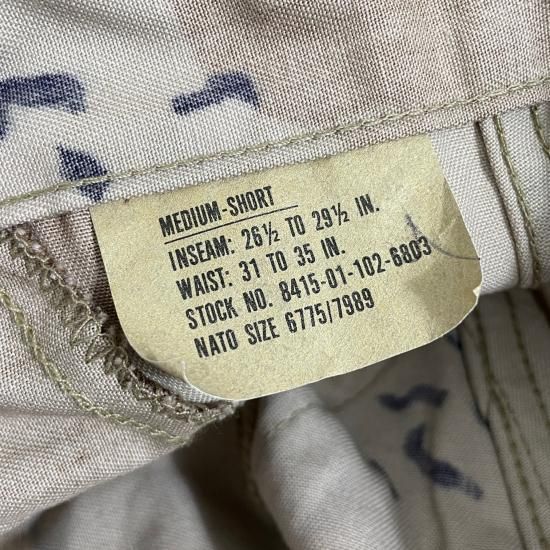 MEDIUM-SHORT
INSEAM: 26½ TO 29½ IN.
WAIST: 31 TO 35 IN.
STOCK NO. 8415-01-102-6803
NATO SIZE 6775/7989